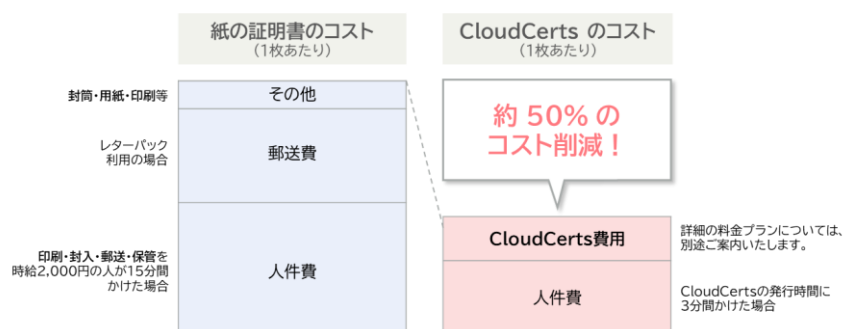 紙の証明書のコスト
（1枚あたり）
CloudCerts のコスト
（1枚あたり）
封筒・用紙・印刷等
その他
レターパック
利用の場合
郵送費
印刷・封入・郵送・保管を
時給2,000円の人が15分間
かけた場合
人件費
約 50% の
コスト削減！
CloudCerts費用
詳細の料金プランについては、
別途ご案内いたします。
人件費
CloudCertsの発行時間に
3分間かけた場合